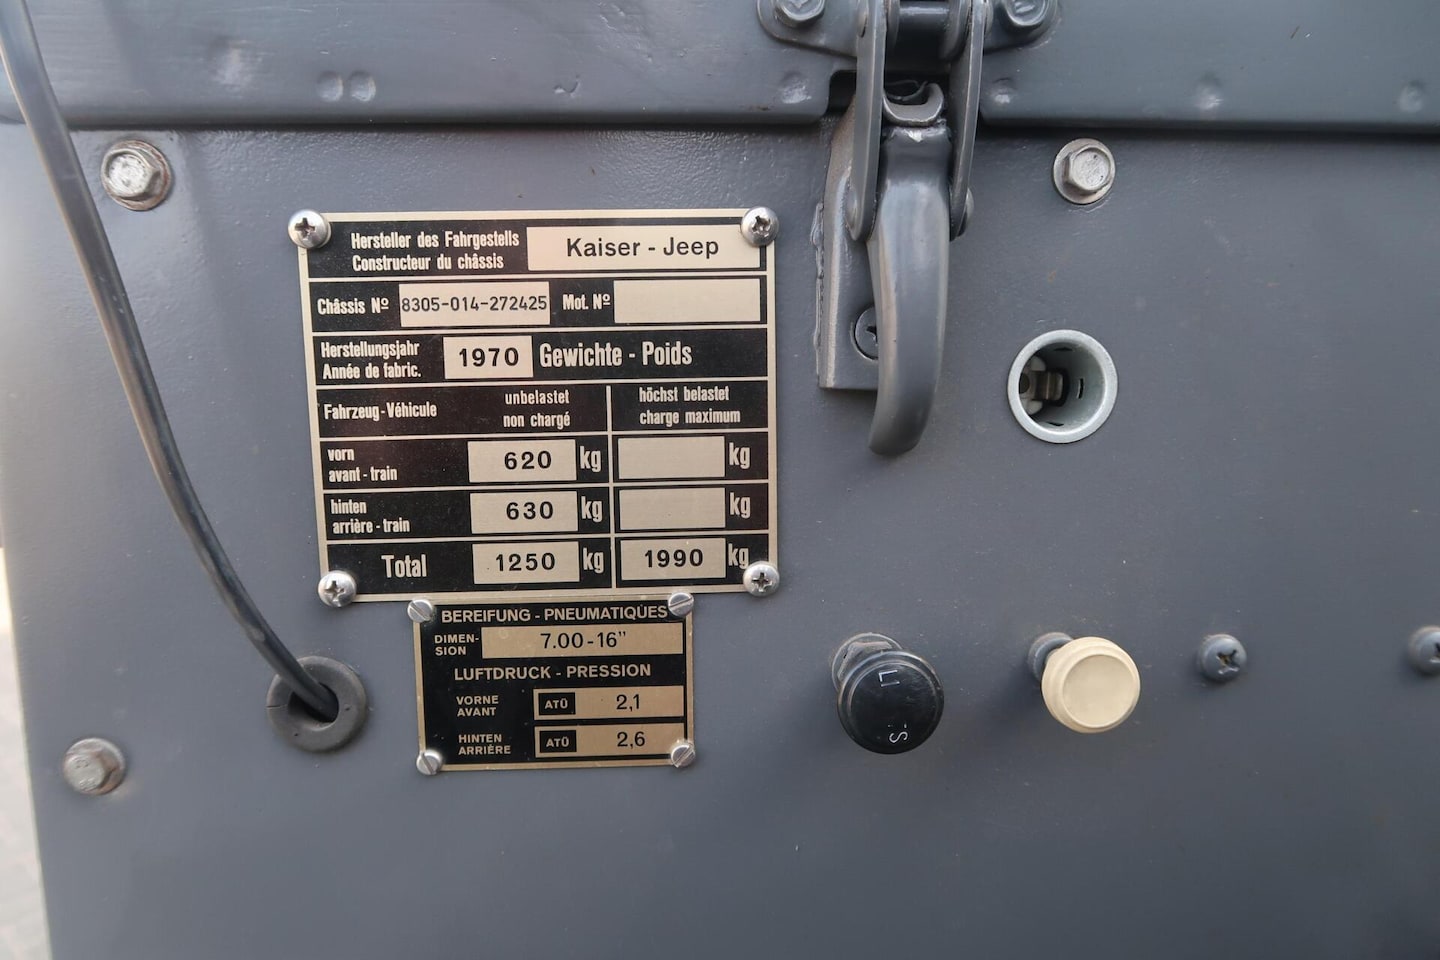 Hersteller des Fahrgestells
Constructeur du châssis
Kaiser - Jeep
Châssis Nº 8305-014-272425 Mot. Nº
Herstellungsjahr
Année de fabric.
1970 Gewichte - Poids
Fahrzeug - Véhicule
unbelastet
non chargé
höchst belastet
charge maximum
vorn
avant - train
620 kg kg
hinten
arrière - train
630 kg kg
Total 1250 kg 1990 kg
BEREIFUNG - PNEUMATIQUES
DIMEN-
SION
7.00-16"
LUFTDRUCK - PRESSION
VORNE
AVANT
ATÜ 2,1
HINTEN
ARRIÈRE
ATÜ 2,6